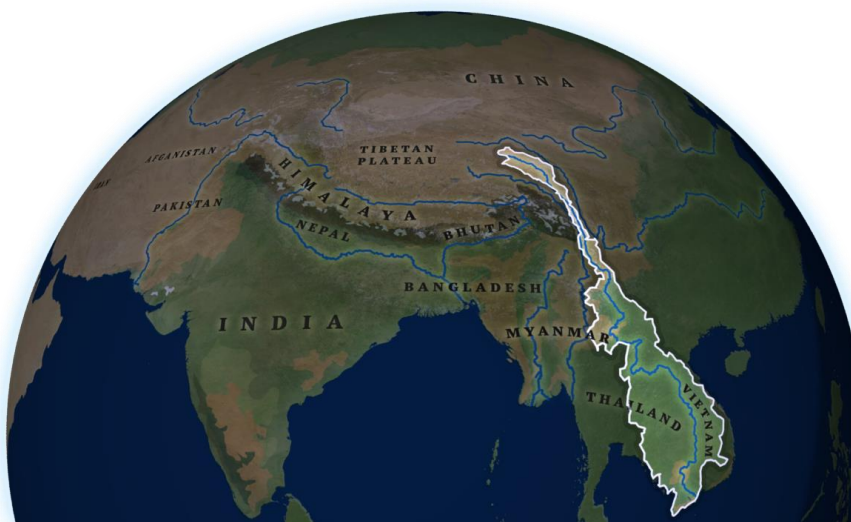 CHINA
TIBETAN
PLATEAU
AFGANISTAN
HIMALAYA
PAKISTAN
NEPAL
BHUTAN
BANGLADESH
INDIA
MYANMAR
THAILAND
VIETNAM